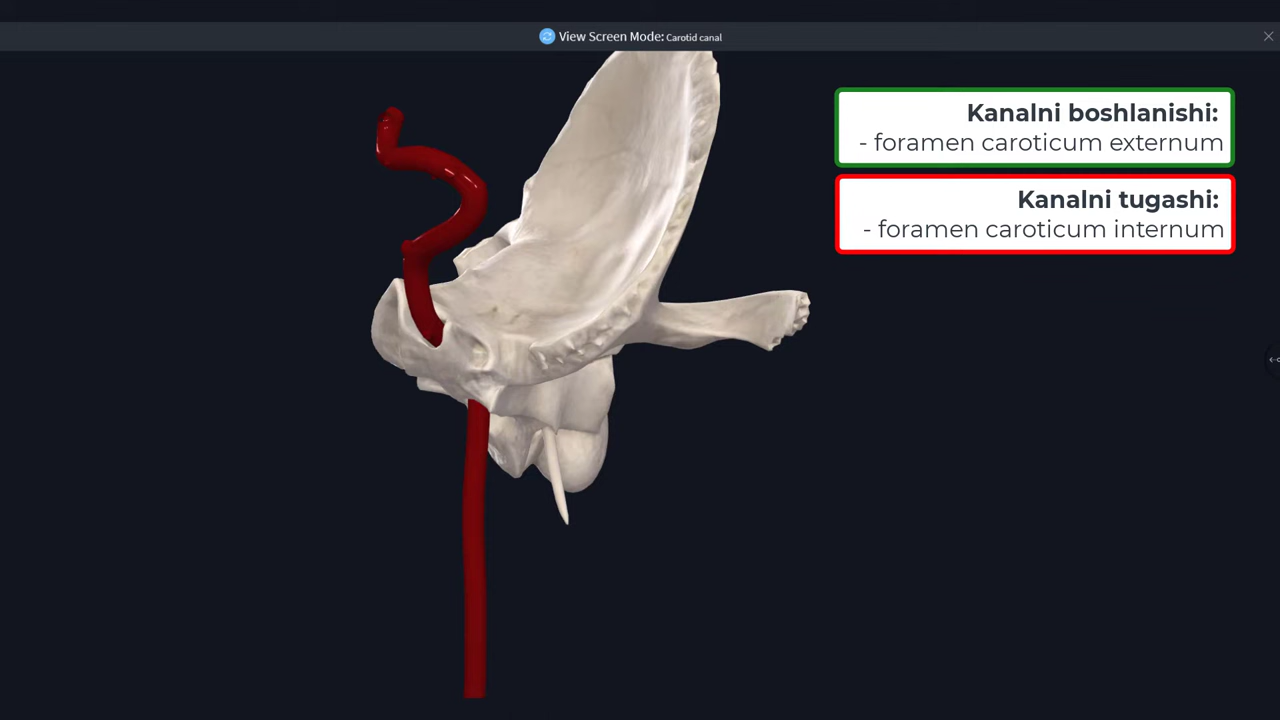 View Screen Mode: Carotid canal
Kanalni boshlanishi:
- foramen caroticum externum
Kanalni tugashi:
- foramen caroticum internum